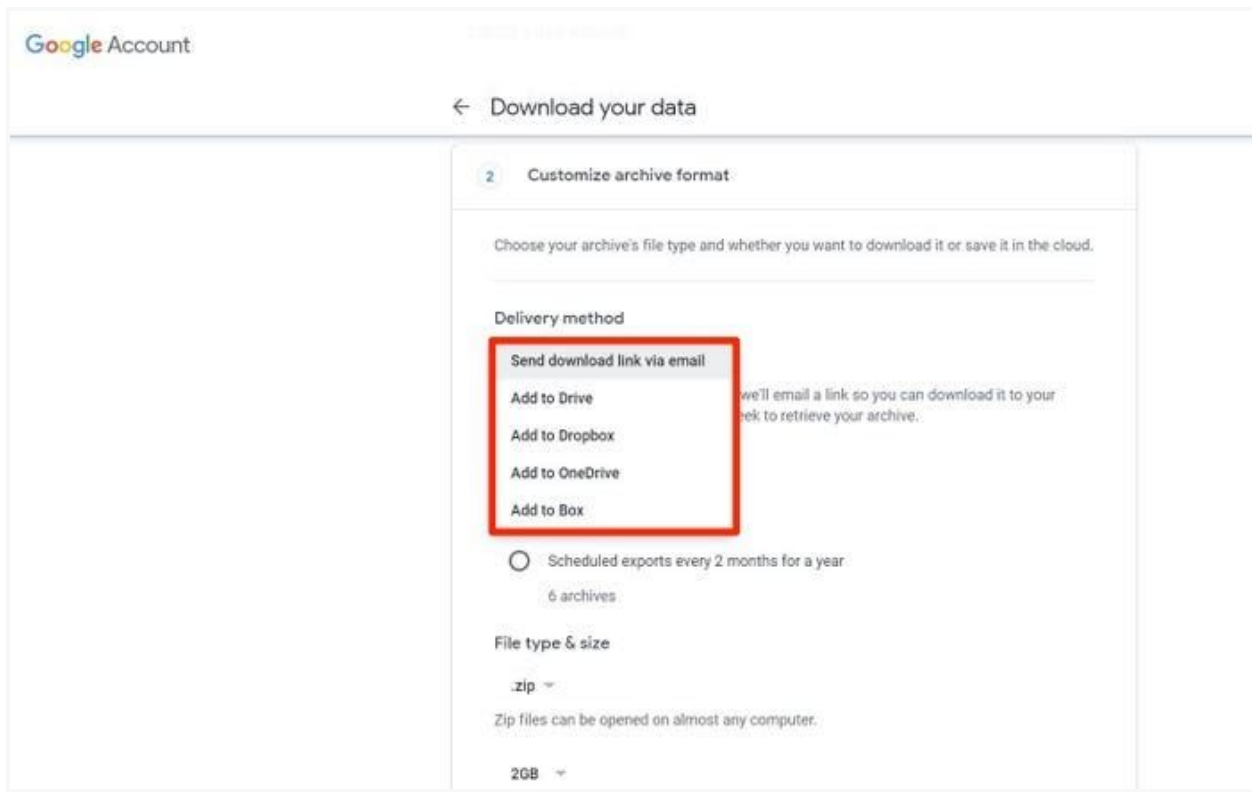 Google Account
← Download your data
2 Customize archive format
Choose your archive's file type and whether you want to download it or save it in the cloud.
Delivery method
Send download link via email
Add to Drive
we'll email a link so you can download it to your
to retrieve your archive.
Add to Dropbox
Add to OneDrive
Add to Box
Scheduled exports every 2 months for a year
6 archives
File type & size
.zip
Zip files can be opened on almost any computer.
2GB